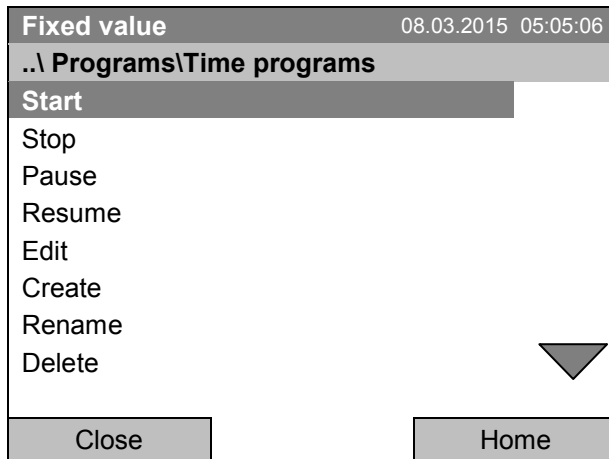 Fixed value 08.03.2015 05:05:06
..\ Programs\Time programs
Start
Stop
Pause
Resume
Edit
Create
Rename
Delete
Close Home